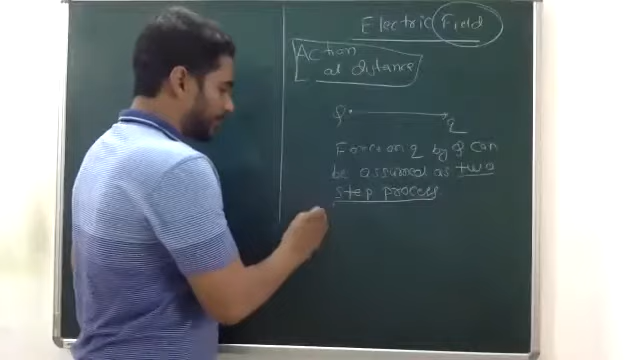 Electric Field
Action
at distance
Q q
Force on q by Q can
be assumed as two
step process